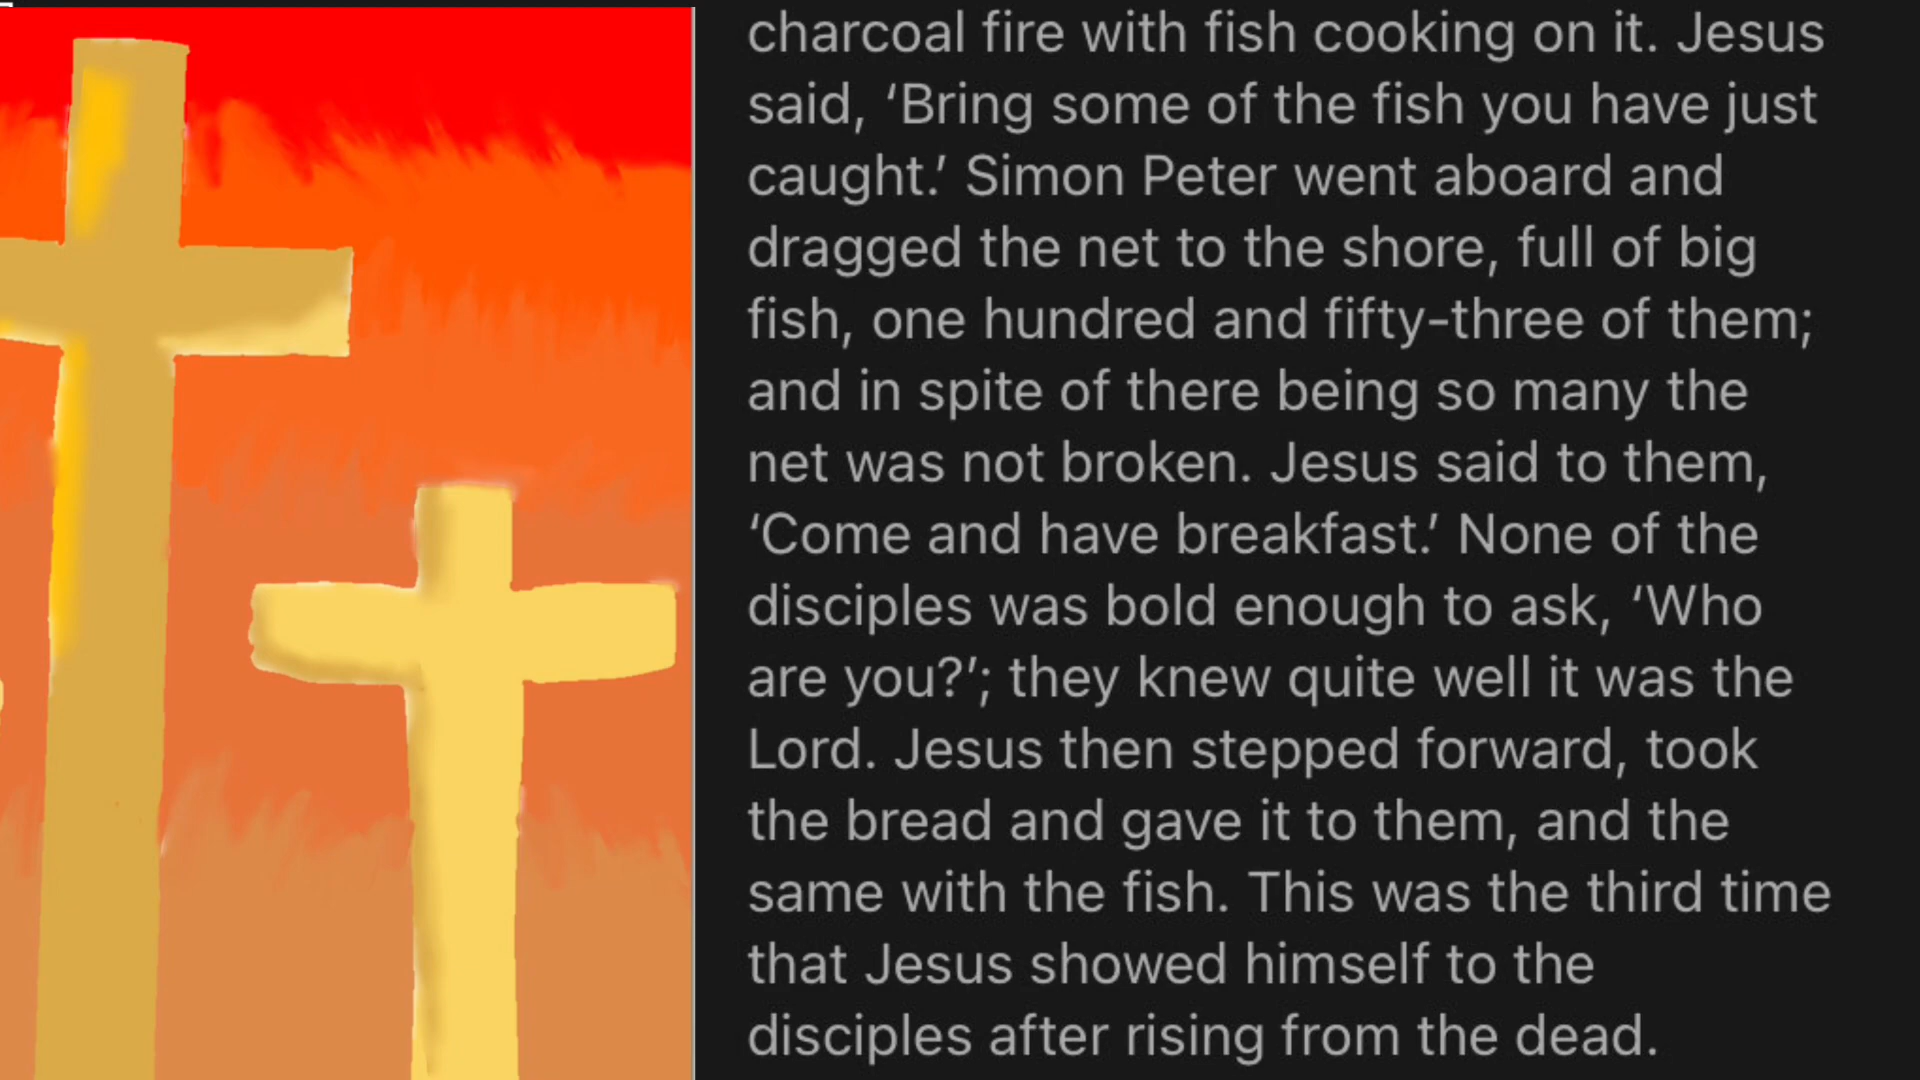 charcoal fire with fish cooking on it. Jesus
said, ‘Bring some of the fish you have just
caught.’ Simon Peter went aboard and
dragged the net to the shore, full of big
fish, one hundred and fifty-three of them;
and in spite of there being so many the
net was not broken. Jesus said to them,
‘Come and have breakfast.’ None of the
disciples was bold enough to ask, ‘Who
are you?’; they knew quite well it was the
Lord. Jesus then stepped forward, took
the bread and gave it to them, and the
same with the fish. This was the third time
that Jesus showed himself to the
disciples after rising from the dead.